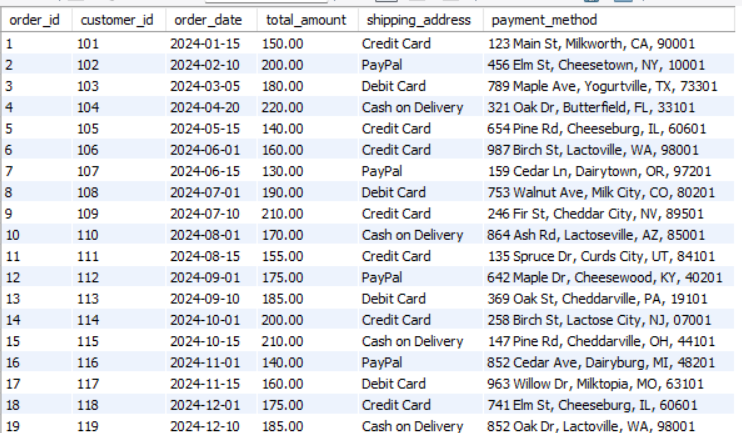 order_id customer_id order_date total_amount shipping_address payment_method
1 101 2024-01-15 150.00 Credit Card 123 Main St, Milkworth, CA, 90001
2 102 2024-02-10 200.00 PayPal 456 Elm St, Cheesetown, NY, 10001
3 103 2024-03-05 180.00 Debit Card 789 Maple Ave, Yogurtville, TX, 73301
4 104 2024-04-20 220.00 Cash on Delivery 321 Oak Dr, Butterfield, FL, 33101
5 105 2024-05-15 140.00 Credit Card 654 Pine Rd, Cheeseburg, IL, 60601
6 106 2024-06-01 160.00 Credit Card 987 Birch St, Lactoville, WA, 98001
7 107 2024-06-15 130.00 PayPal 159 Cedar Ln, Dairytown, OR, 97201
8 108 2024-07-01 190.00 Debit Card 753 Walnut Ave, Milk City, CO, 80201
9 109 2024-07-10 210.00 Credit Card 246 Fir St, Cheddar City, NV, 89501
10 110 2024-08-01 170.00 Cash on Delivery 864 Ash Rd, Lactoseville, AZ, 85001
11 111 2024-08-15 155.00 Credit Card 135 Spruce Dr, Curds City, UT, 84101
12 112 2024-09-01 175.00 PayPal 642 Maple Dr, Cheesewood, KY, 40201
13 113 2024-09-10 185.00 Debit Card 369 Oak St, Cheddarville, PA, 19101
14 114 2024-10-01 200.00 Credit Card 258 Birch St, Lactose City, NJ, 07001
15 115 2024-10-15 210.00 Cash on Delivery 147 Pine Rd, Cheddarville, OH, 44101
16 116 2024-11-01 140.00 PayPal 852 Cedar Ave, Dairyburg, MI, 48201
17 117 2024-11-15 160.00 Debit Card 963 Willow Dr, Milktopia, MO, 63101
18 118 2024-12-01 175.00 Credit Card 741 Elm St, Cheeseburg, IL, 60601
19 119 2024-12-10 185.00 Cash on Delivery 852 Oak Dr, Lactoville, WA, 98001